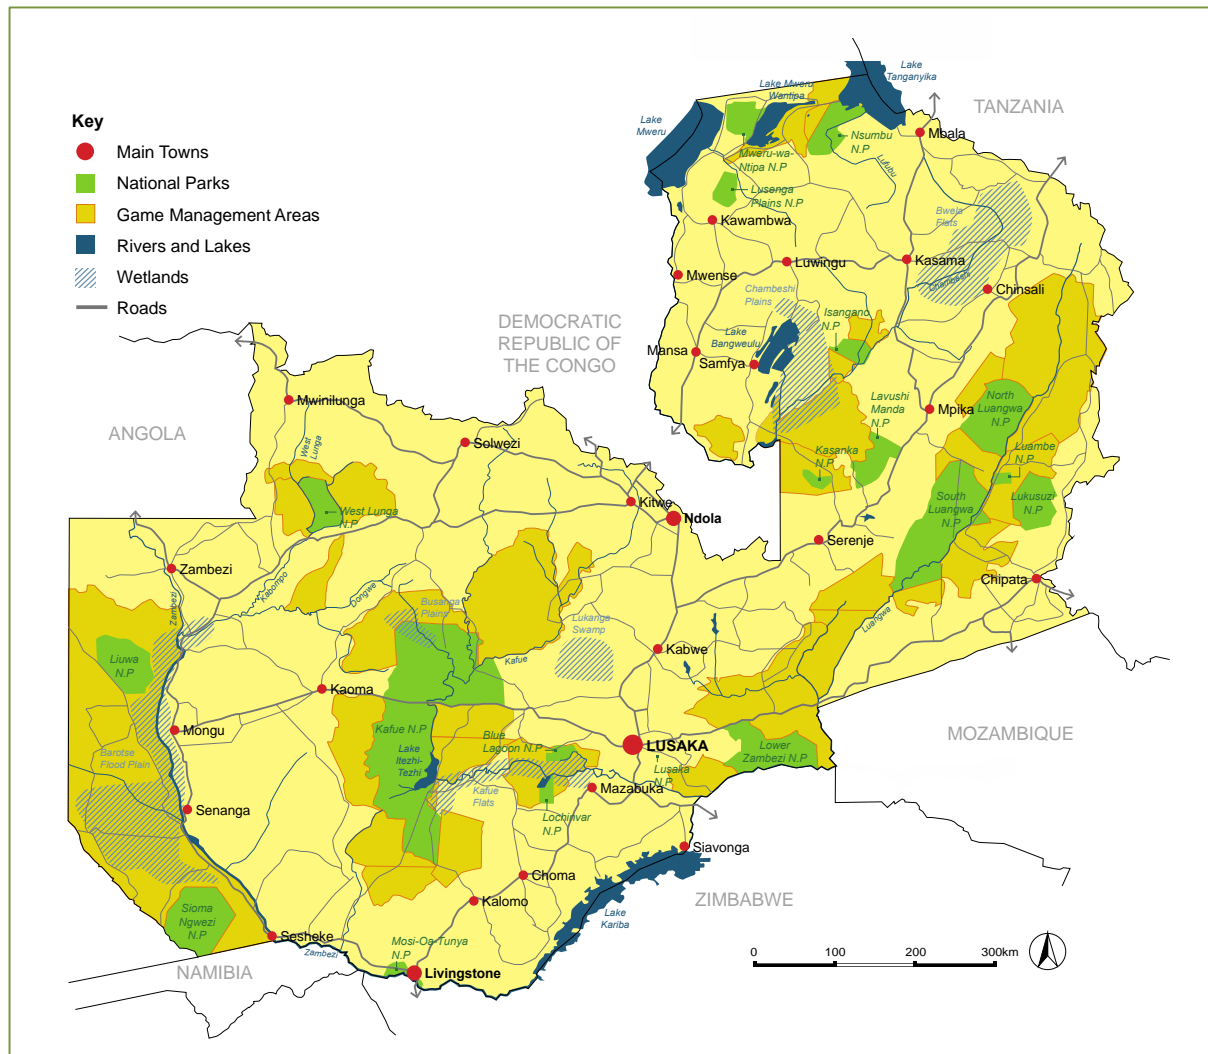 Key
Main Towns
National Parks
Game Management Areas
Rivers and Lakes
Wetlands
Roads
Lake
Tanganyika
TANZANIA
Lake Mweru
Wantipa
Lake
Mweru
Mbala
Nsumbu
N.P
Mweru-wa-
Ntipa N.P
Lufubu
Lusenga
Plains N.P
Kawambwa
Bwela
Flats
Mwense
Luwingu
Kasama
Chambeshi
Chinsali
Chambeshi
Plains
Isangano
N.P
DEMOCRATIC
REPUBLIC OF
THE CONGO
Lake
Bangweulu
Mansa
Samfya
Lavushi
Manda
N.P
Mpika
North
Luangwa
N.P
Luambe
N.P
Kasanka
N.P
South
Luangwa
N.P
Lukusuzi
N.P
Mwinilunga
ANGOLA
West
Lunga
Solwezi
West Lunga
N.P
Kitwe
Ndola
Serenje
Chipata
Zambezi
Zambezi
Kabompo
Dongwe
Busanga
Plains
Lukanga
Swamp
Luangwa
Kabwe
Kafue
Liuwa
N.P
Kaoma
Mongu
Kafue N.P
Blue
Lagoon N.P
LUSAKA
Lower
Zambezi N.P
MOZAMBIQUE
Barotse
Flood Plain
Lake
Itezhi-
Tezhi
Lusaka
N.P
Kafue
Flats
Mazabuka
Lochinvar
N.P
Senanga
Siavonga
Choma
Kalomo
ZIMBABWE
Lake
Kariba
Sioma
Ngwezi
N.P
Sesheke
Zambezi
Mosi-Oa-Tunya
N.P
Livingstone
NAMIBIA
0 100 200 300km